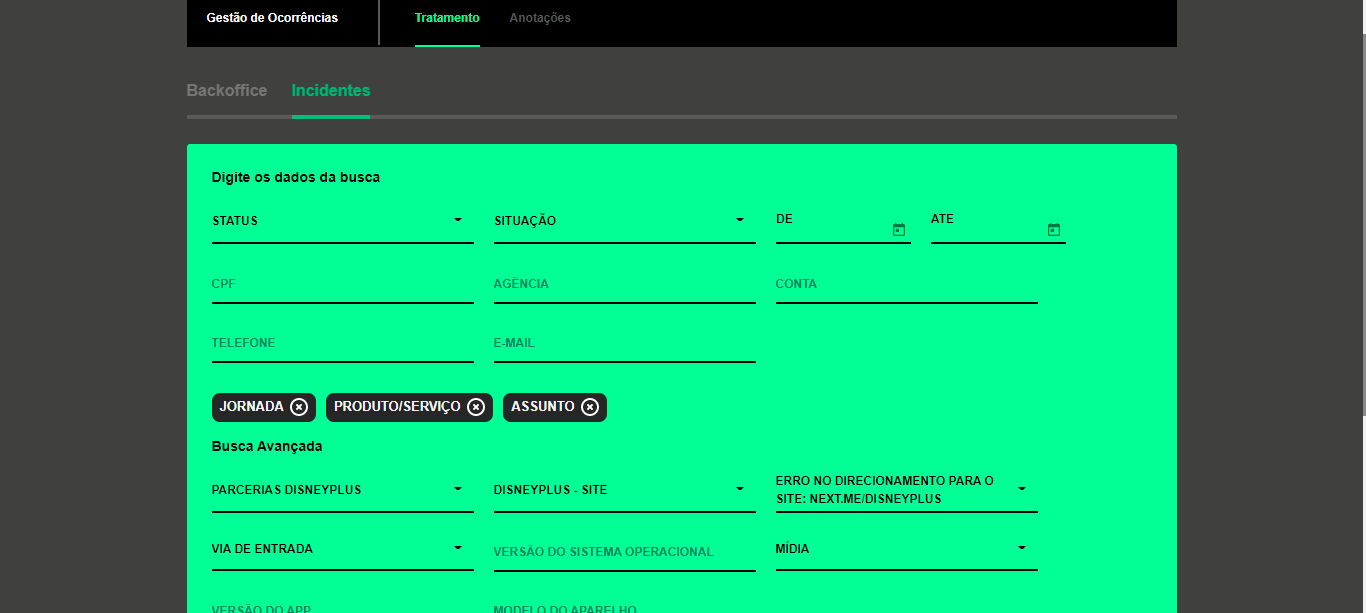 Gestão de Ocorrências
Tratamento
Anotações
Backoffice
Incidentes
Digite os dados da busca
STATUS
SITUAÇÃO
DE
ATE
CPF
AGÊNCIA
CONTA
TELEFONE
E-MAIL
JORNADA
PRODUTO/SERVIÇO
ASSUNTO
Busca Avançada
PARCERIAS DISNEYPLUS
DISNEYPLUS - SITE
ERRO NO DIRECIONAMENTO PARA O
SITE: NEXT.ME/DISNEYPLUS
VIA DE ENTRADA
VERSÃO DO SISTEMA OPERACIONAL
MÍDIA
VERSÃO DO APP
MODELO DO APARELHO